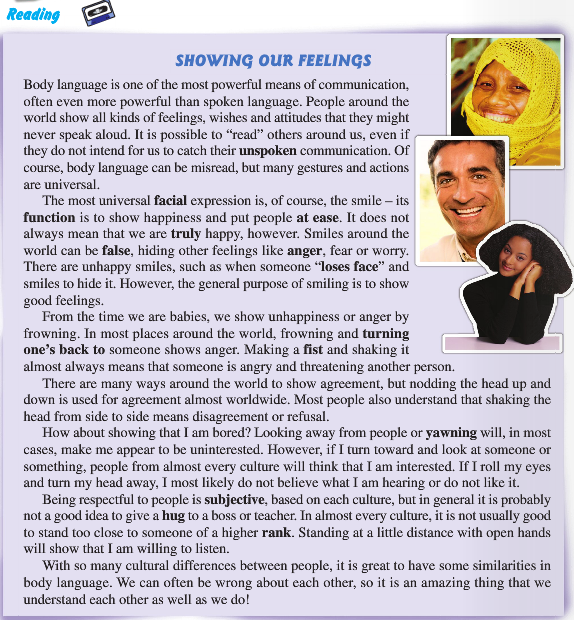 Reading
SHOWING OUR FEELINGS
Body language is one of the most powerful means of communication,
often even more powerful than spoken language. People around the
world show all kinds of feelings, wishes and attitudes that they might
never speak aloud. It is possible to “read” others around us, even if
they do not intend for us to catch their unspoken communication. Of
course, body language can be misread, but many gestures and actions
are universal.
The most universal facial expression is, of course, the smile – its
function is to show happiness and put people at ease. It does not
always mean that we are truly happy, however. Smiles around the
world can be false, hiding other feelings like anger, fear or worry.
There are unhappy smiles, such as when someone “loses face” and
smiles to hide it. However, the general purpose of smiling is to show
good feelings.
From the time we are babies, we show unhappiness or anger by
frowning. In most places around the world, frowning and turning
one's back to someone shows anger. Making a fist and shaking it
almost always means that someone is angry and threatening another person.
There are many ways around the world to show agreement, but nodding the head up and
down is used for agreement almost worldwide. Most people also understand that shaking the
head from side to side means disagreement or refusal.
How about showing that I am bored? Looking away from people or yawning will, in most
cases, make me appear to be uninterested. However, if I turn toward and look at someone or
something, people from almost every culture will think that I am interested. If I roll my eyes
and turn my head away, I most likely do not believe what I am hearing or do not like it.
Being respectful to people is subjective, based on each culture, but in general it is probably
not a good idea to give a hug to a boss or teacher. In almost every culture, it is not usually good
to stand too close to someone of a higher rank. Standing at a little distance with open hands
will show that I am willing to listen.
With so many cultural differences between people, it is great to have some similarities in
body language. We can often be wrong about each other, so it is an amazing thing that we
understand each other as well as we do!